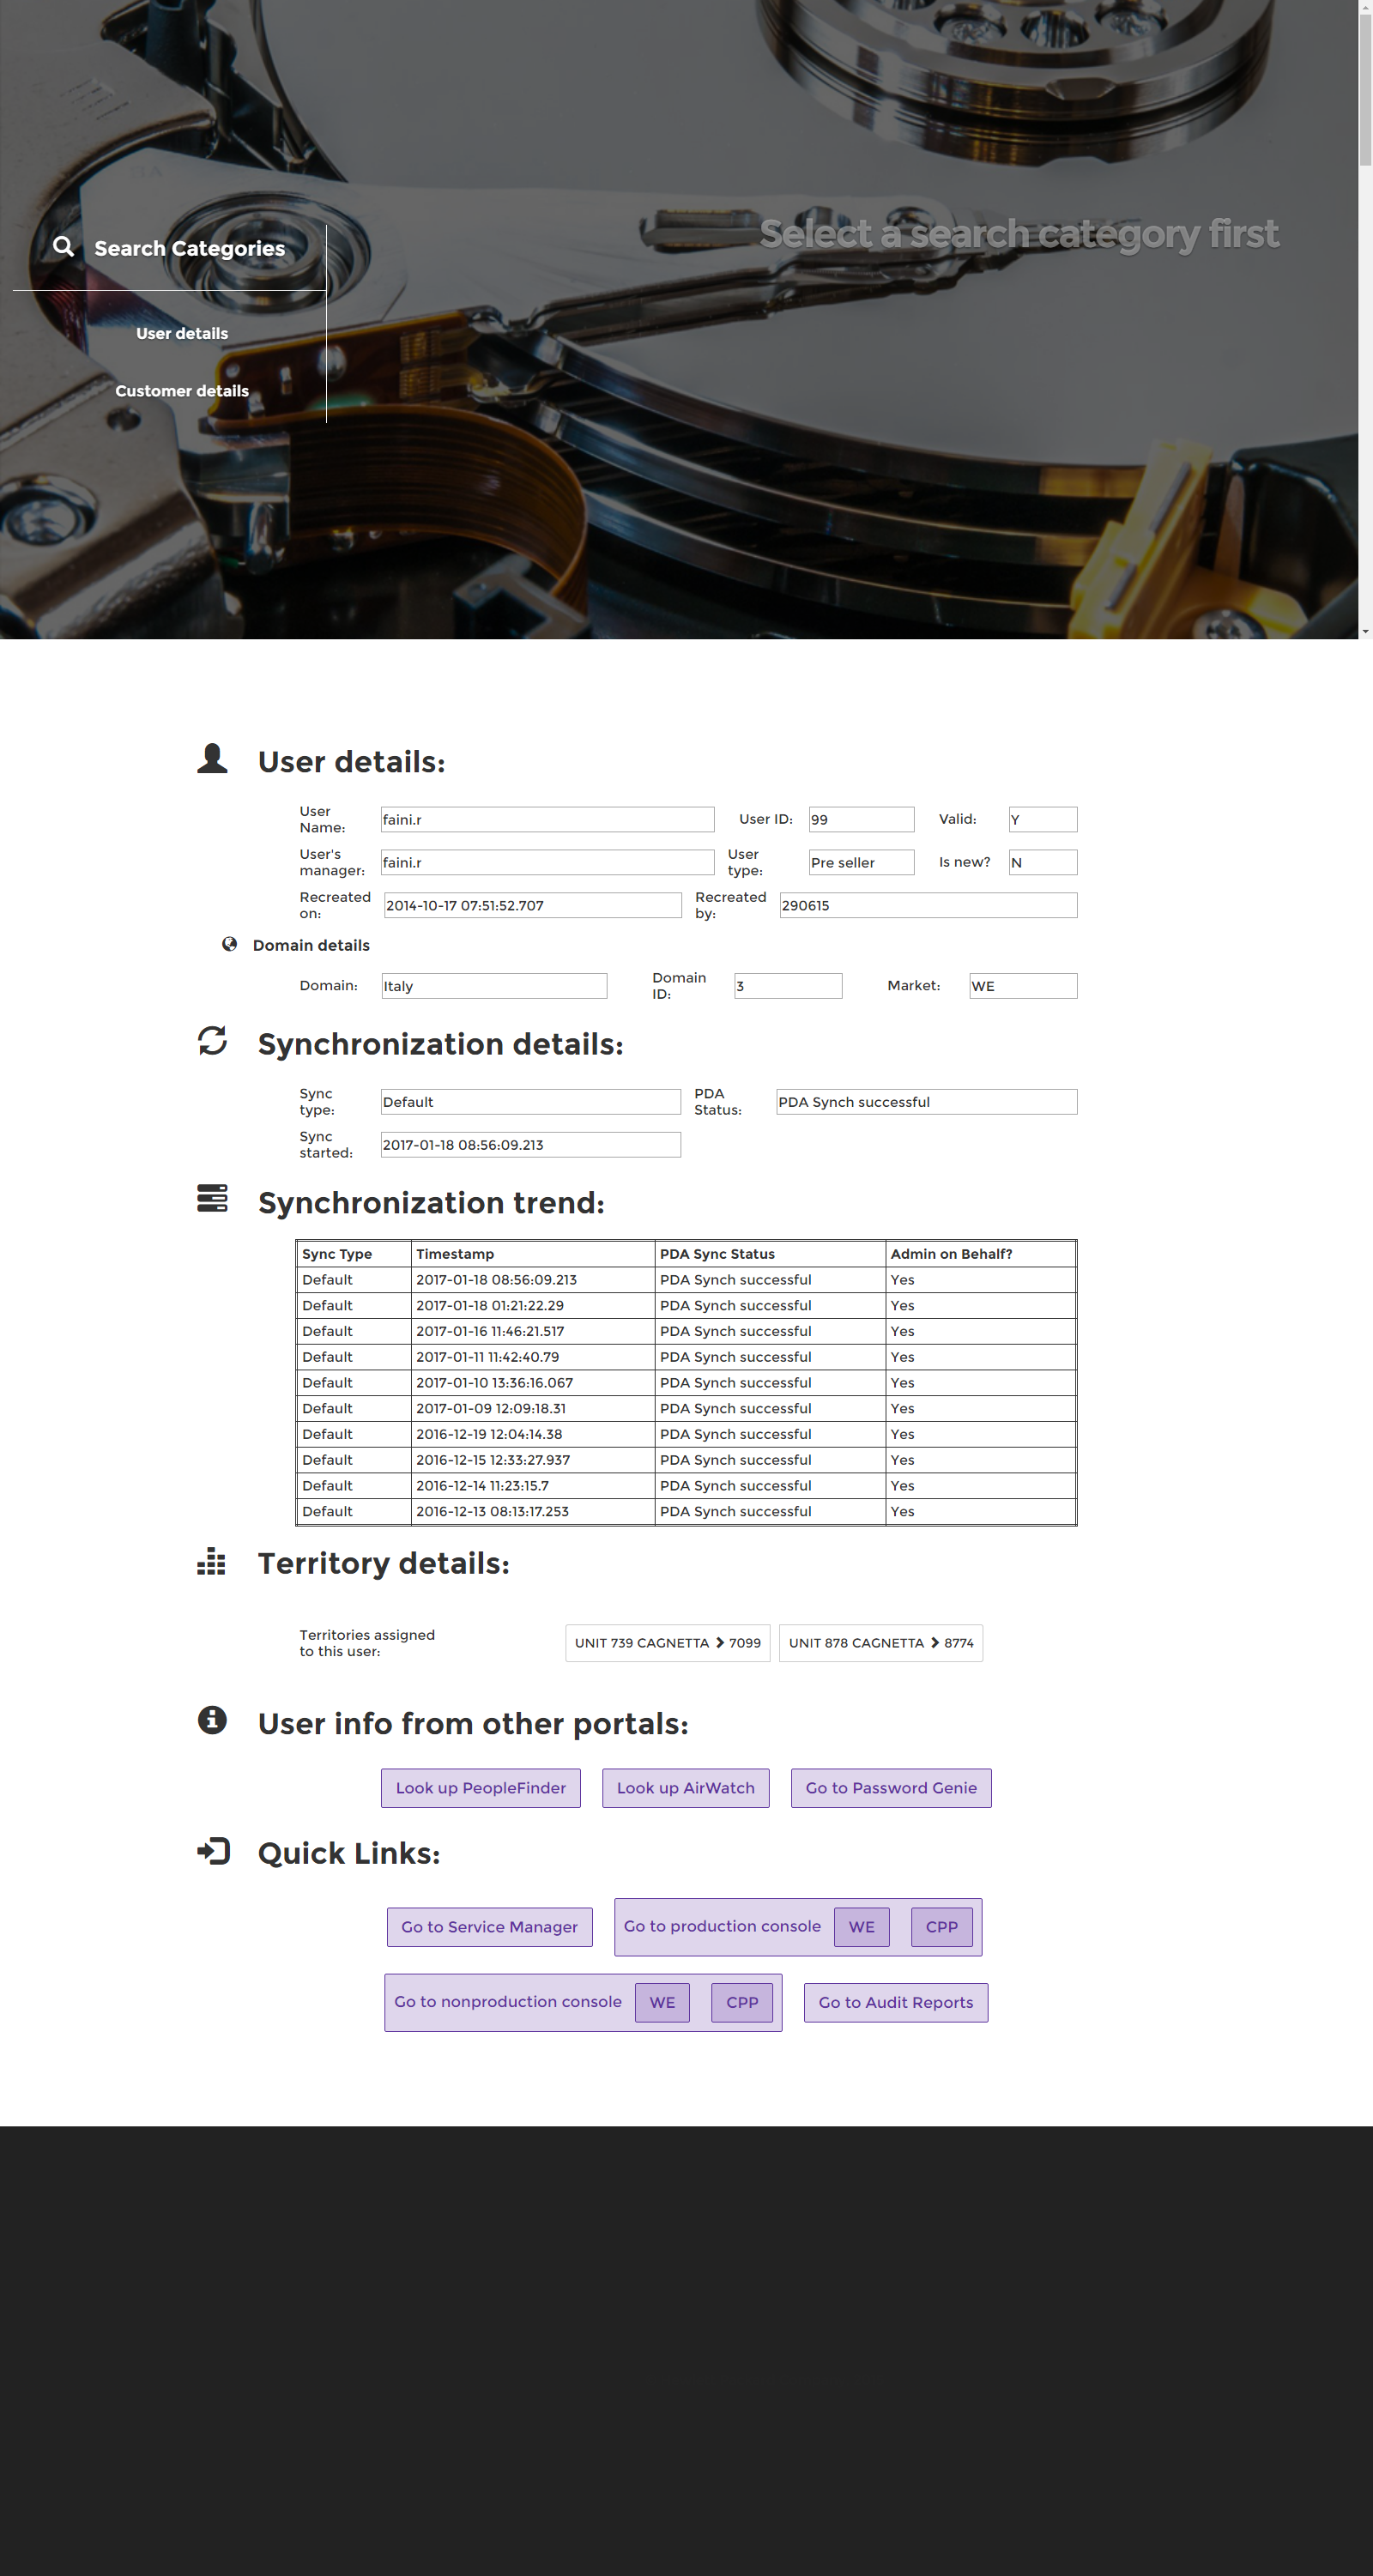 Search Categories
Select a search category first
User details
Customer details
User details:
User Name: faini.r User ID: 99 Valid: Y
User's manager: faini.r User type: Pre seller Is new? N
Recreated on: 2014-10-17 07:51:52.707 Recreated by: 290615
Domain details
Domain: Italy Domain ID: 3 Market: WE
Synchronization details:
Sync type: Default PDA Status: PDA Synch successful
Sync started: 2017-01-18 08:56:09.213
Synchronization trend:
Sync Type Timestamp PDA Sync Status Admin on Behalf?
Default 2017-01-18 08:56:09.213 PDA Synch successful Yes
Default 2017-01-18 01:21:22.29 PDA Synch successful Yes
Default 2017-01-16 11:46:21.517 PDA Synch successful Yes
Default 2017-01-11 11:42:40.79 PDA Synch successful Yes
Default 2017-01-10 13:36:16.067 PDA Synch successful Yes
Default 2017-01-09 12:09:18.31 PDA Synch successful Yes
Default 2016-12-19 12:04:14.38 PDA Synch successful Yes
Default 2016-12-15 12:33:27.937 PDA Synch successful Yes
Default 2016-12-14 11:23:15.7 PDA Synch successful Yes
Default 2016-12-13 08:13:17.253 PDA Synch successful Yes
Territory details:
Territories assigned to this user: UNIT 739 CAGNETTA > 7099 UNIT 878 CAGNETTA > 8774
User info from other portals:
Look up PeopleFinder Look up AirWatch Go to Password Genie
Quick Links:
Go to Service Manager Go to production console WE CPP
Go to nonproduction console WE CPP Go to Audit Reports